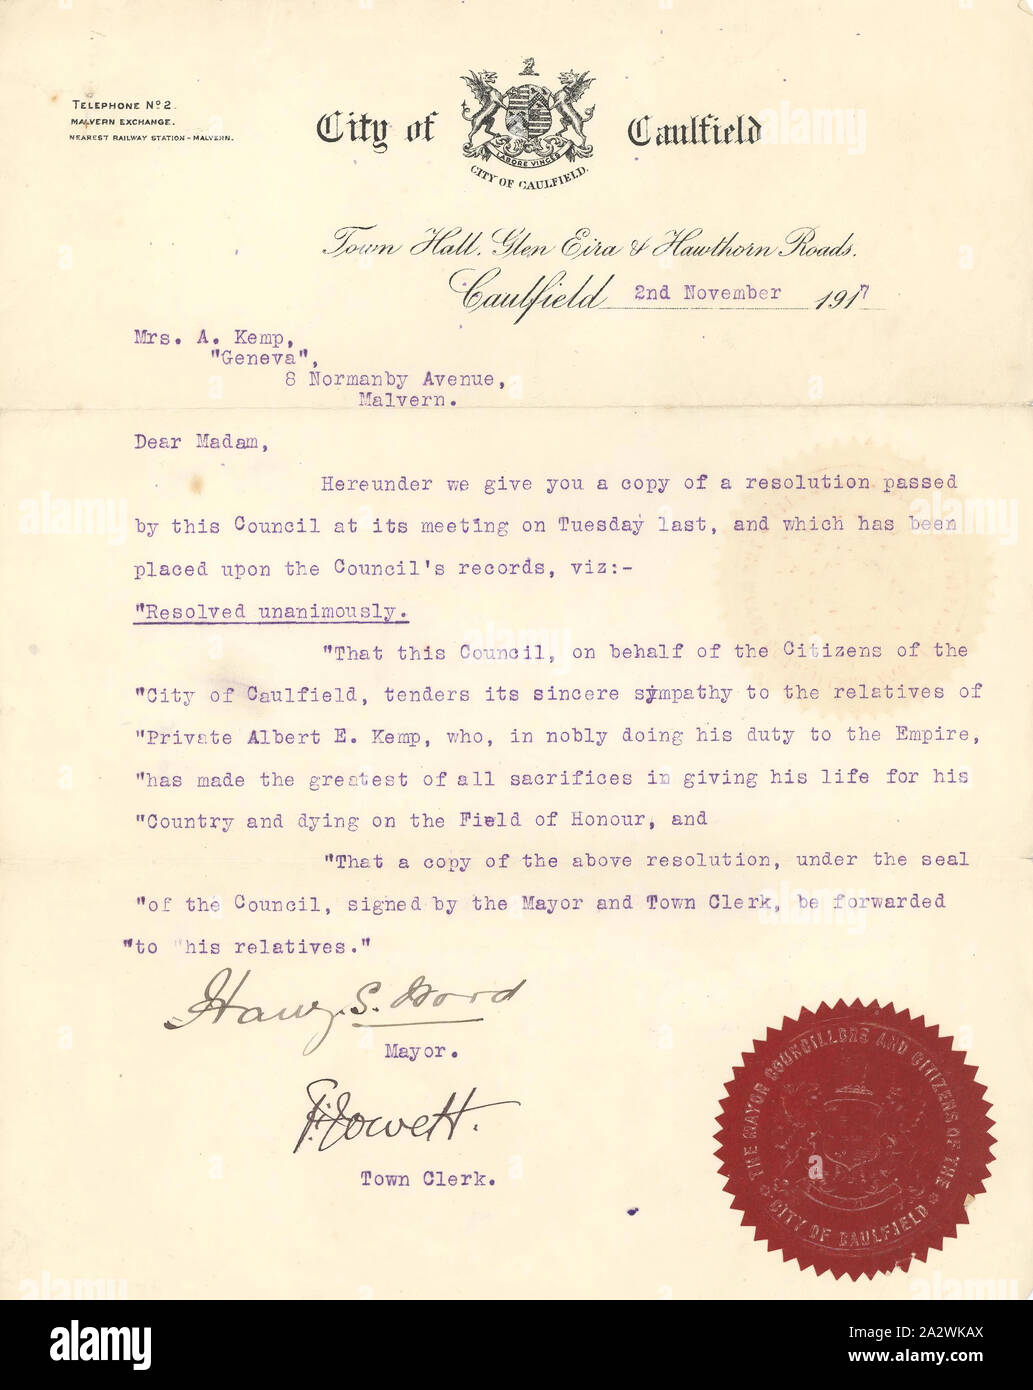 TELEPHONE Nº 2.
MALVERN EXCHANGE.
NEAREST RAILWAY STATION - MALVERN.
City of Caulfield
LABORE VINCES
CITY OF CAULFIELD.
Town Hall, Glen Eira & Hawthorn Roads.
Caulfield 2nd November 1917
Mrs. A. Kemp,
"Geneva",
8 Normanby Avenue,
Malvern.
Dear Madam,
Hereunder we give you a copy of a resolution passed
by this Council at its meeting on Tuesday last, and which has been
placed upon the Council's records, viz:-
"Resolved unanimously.
"That this Council, on behalf of the Citizens of the
"City of Caulfield, tenders its sincere sympathy to the relatives of
"Private Albert E. Kemp, who, in nobly doing his duty to the Empire,
"has made the greatest of all sacrifices in giving his life for his
"Country and dying on the Field of Honour, and
"That a copy of the above resolution, under the seal
"of the Council, signed by the Mayor and Town Clerk, be forwarded
"to "his relatives."
Mayor.
Town Clerk.
THE MAYOR COUNCILLORS AND CITIZENS OF THE
CITY OF CAULFIELD
alamy
Image ID: 2A2WKAX
www.alamy.com